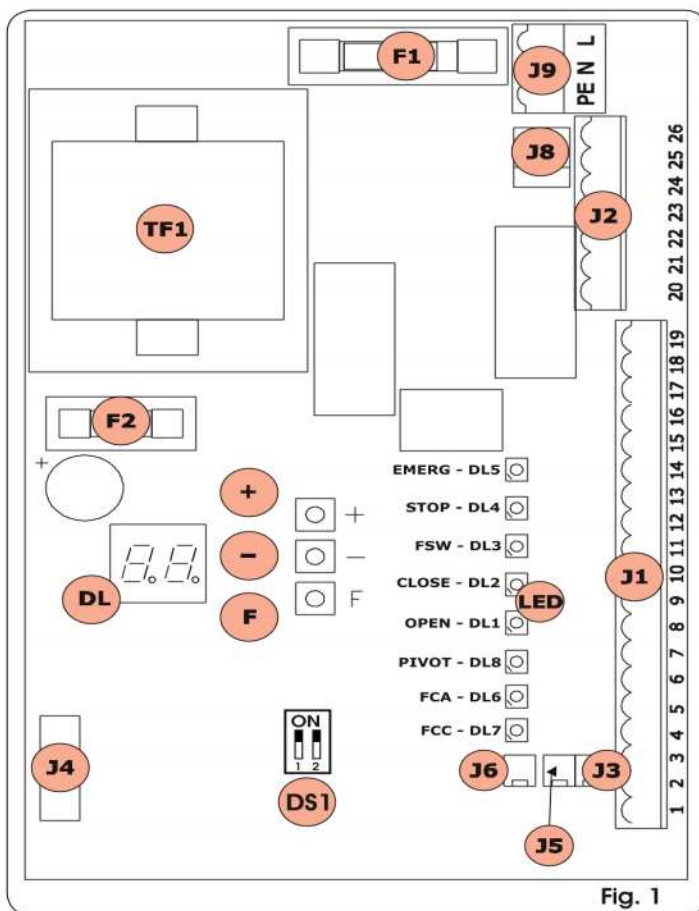 F1
J9
PE N L
J8
J2
26
25
24
23
22
21
20
TF1
19
18
17
16
15
14
13
12
11
10
9
8
7
6
5
4
3
2
1
J1
F2
+
EMERG - DL5
STOP - DL4
FSW - DL3
CLOSE - DL2
OPEN - DL1
PIVOT - DL8
FCA - DL6
FCC - DL7
LED
+
-
F
+
-
F
8.8.
DL
ON
1 2
DS1
J4
J6
J3
J5
Fig. 1